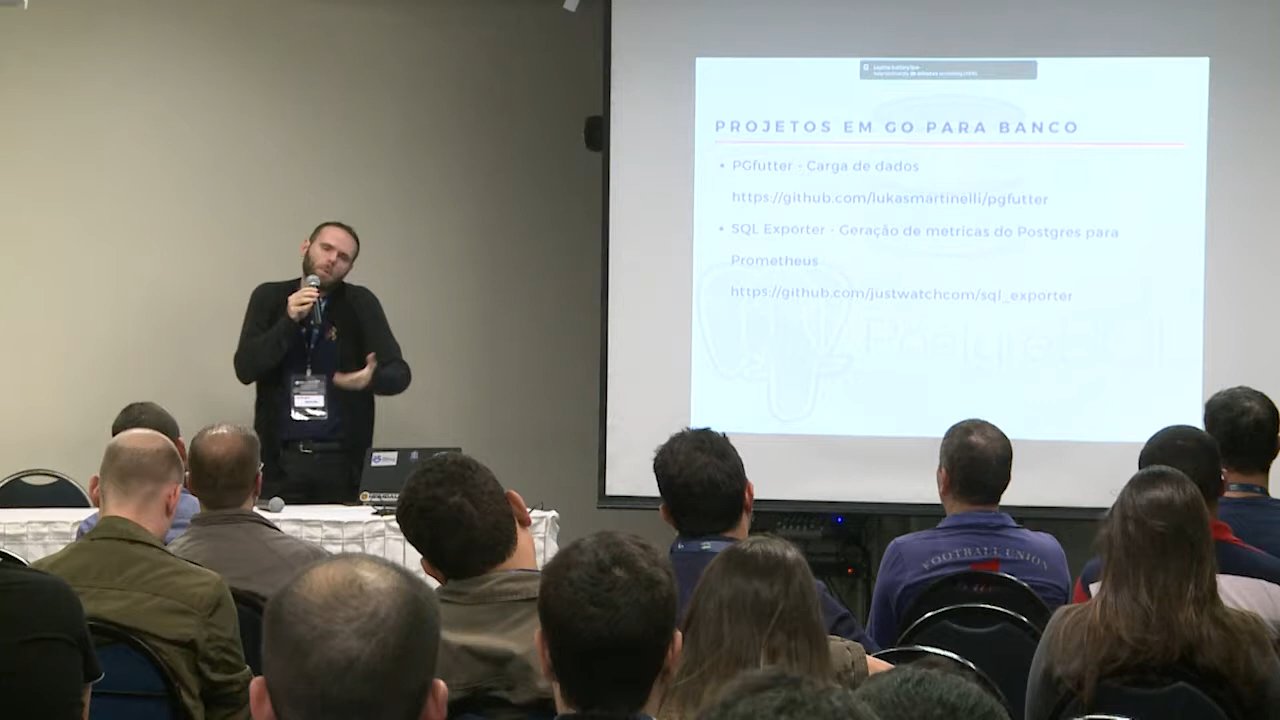 PROJETOS EM GO PARA BANCO
• PGfutter - Carga de dados
https://github.com/lukasmartinelli/pgfutter
• SQL Exporter - Geração de metricas do Postgres para
Prometheus
https://github.com/justwatchcom/sql_exporter
FOOTBALL UNION